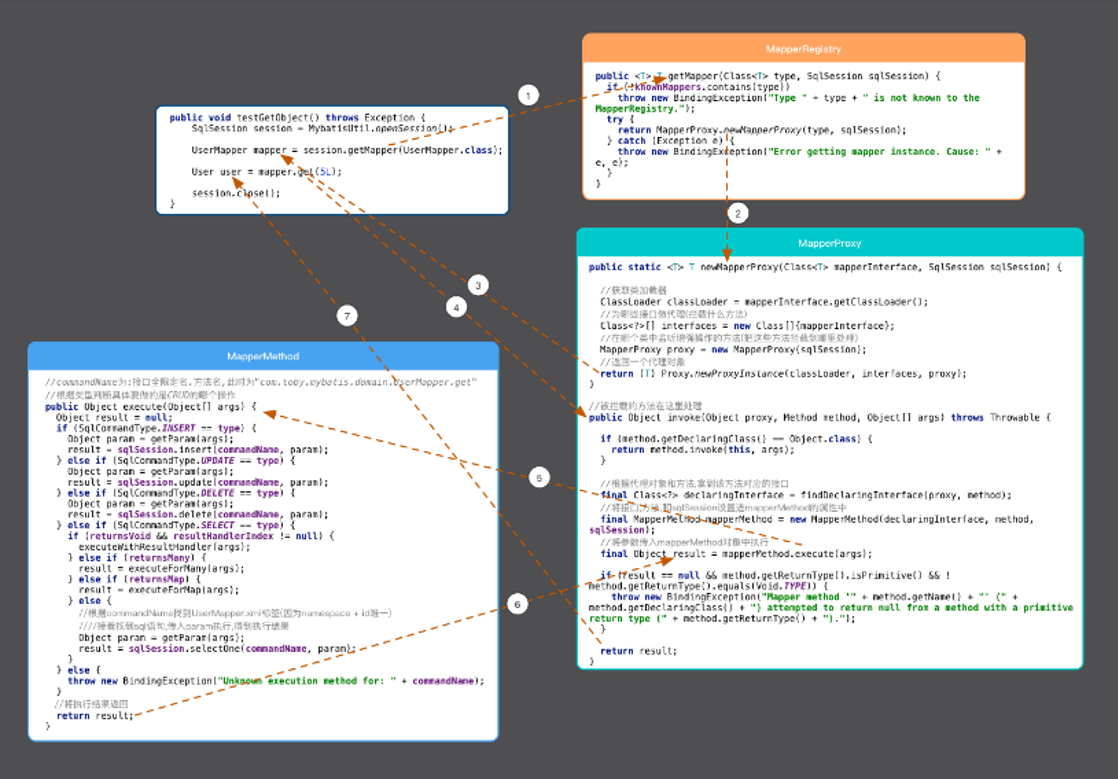 MapperRegistry
public <T> T getMapper(Class<T> type, SqlSession sqlSession) {
if (!knownMappers.contains(type))
throw new BindingException("Type " + type + " is not known to the
MapperRegistry.");
try {
return MapperProxy.newMapperProxy(type, sqlSession);
} catch (Exception e) {
throw new BindingException("Error getting mapper instance. Cause: " +
e, e);
}
}
1
public void testGetObject() throws Exception {
SqlSession session = MybatisUtil.openSession();
UserMapper mapper = session.getMapper(UserMapper.class);
User user = mapper.get(5L);
session.close();
}
2
MapperProxy
public static <T> T newMapperProxy(Class<T> mapperInterface, SqlSession sqlSession) {
//获取类加载器
ClassLoader classLoader = mapperInterface.getClassLoader();
//为哪些接口做代理(拦截什么方法)
Class<?>[] interfaces = new Class[]{mapperInterface};
//在哪个类中监听增强操作的方法(把这些方法拦截到哪里处理)
MapperProxy proxy = new MapperProxy(sqlSession);
//返回一个代理对象
return (T) Proxy.newProxyInstance(classLoader, interfaces, proxy);
}
//被拦截的方法在这里处理
public Object invoke(Object proxy, Method method, Object[] args) throws Throwable {
if (method.getDeclaringClass() == Object.class) {
return method.invoke(this, args);
}
//根据代理对象和方法,拿到该方法对应的接口
final Class<?> declaringInterface = findDeclaringInterface(proxy, method);
//将接口,方法,和sqlSession设置进mapperMethod的属性中
final MapperMethod mapperMethod = new MapperMethod(declaringInterface, method,
sqlSession);
//将参数传入mapperMethod对象中执行
final Object result = mapperMethod.execute(args);
if (result == null && method.getReturnType().isPrimitive() && !
method.getReturnType().equals(Void.TYPE)) {
throw new BindingException("Mapper method '" + method.getName() + "' (" +
method.getDeclaringClass() + ") attempted to return null from a method with a primitive
return type (" + method.getReturnType() + ").");
}
return result;
}
3
4
7
5
6
MapperMethod
//commandName为:接口全限定名.方法名,此时为"com.toby.mybatis.domain.UserMapper.get"
//根据类型判断具体要做的是CRUD的哪个操作
public Object execute(Object[] args) {
Object result = null;
if (SqlCommandType.INSERT == type) {
Object param = getParam(args);
result = sqlSession.insert(commandName, param);
} else if (SqlCommandType.UPDATE == type) {
Object param = getParam(args);
result = sqlSession.update(commandName, param);
} else if (SqlCommandType.DELETE == type) {
Object param = getParam(args);
result = sqlSession.delete(commandName, param);
} else if (SqlCommandType.SELECT == type) {
if (returnsVoid && resultHandlerIndex != null) {
executeWithResultHandler(args);
} else if (returnsMany) {
result = executeForMany(args);
} else if (returnsMap) {
result = executeForMap(args);
} else {
//根据commandName找到UserMapper.xml标签(因为namespace + id唯一)
////接着找到sql语句,传入param执行,得到执行结果
Object param = getParam(args);
result = sqlSession.selectOne(commandName, param);
}
} else {
throw new BindingException("Unknown execution method for: " + commandName);
}
//将执行结果返回
return result;
}